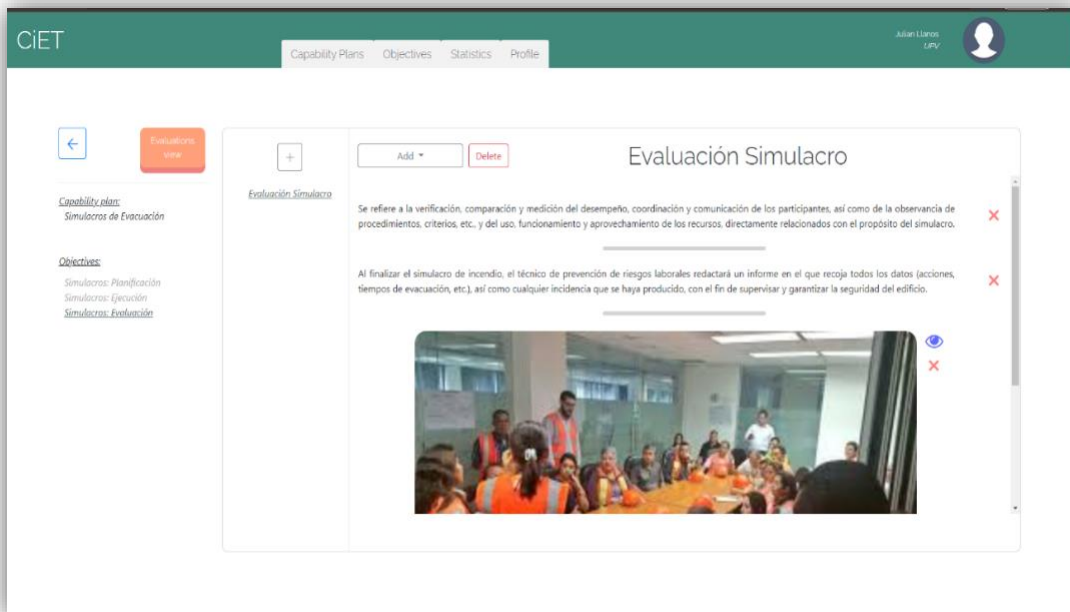 CiET
Julian Llanos
UPV
Capability Plans Objectives Statistics Profile
Evaluations
view
Capability plan:
Simulacros de Evacuación
Objectives:
Simulacros: Planificación
Simulacros: Ejecución
Simulacros: Evaluación
+
Evaluación Simulacro
Add
Delete
Evaluación Simulacro
Se refiere a la verificación, comparación y medición del desempeño, coordinación y comunicación de los participantes, así como de la observancia de
procedimientos, criterios, etc., y del uso, funcionamiento y aprovechamiento de los recursos, directamente relacionados con el propósito del simulacro.
Al finalizar el simulacro de incendio, el técnico de prevención de riesgos laborales redactará un informe en el que recoja todos los datos (acciones,
tiempos de evacuación, etc.), así como cualquier incidencia que se haya producido, con el fin de supervisar y garantizar la seguridad del edificio.